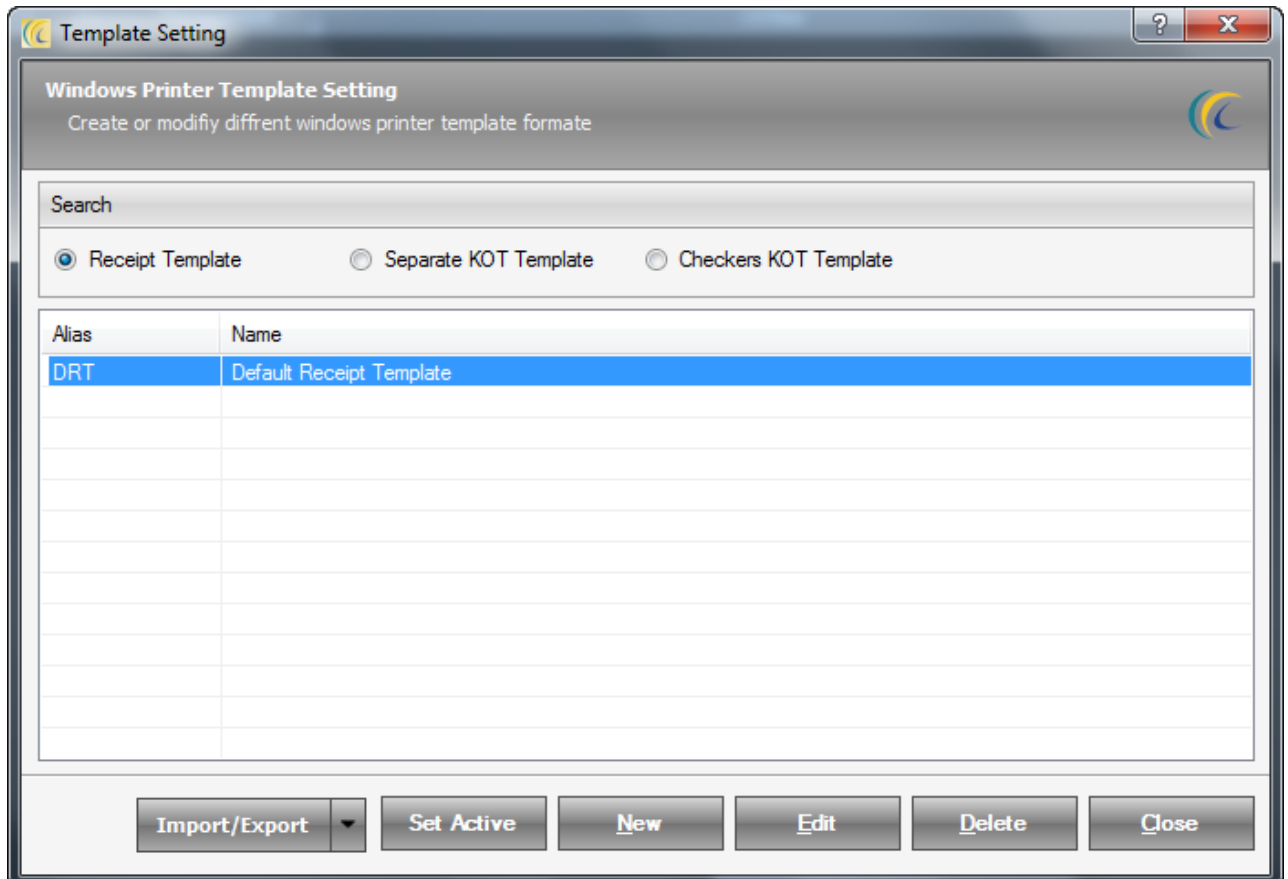 Template Setting
?
X
Windows Printer Template Setting
Create or modifiy diffrent windows printer template formate
Search
Receipt Template Separate KOT Template Checkers KOT Template
Alias Name
DRT Default Receipt Template
Import/Export Set Active New Edit Delete Close